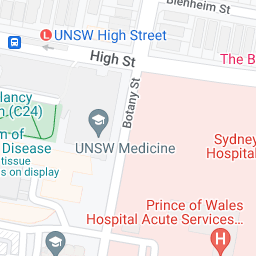 Blenheim St
L UNSW High Street
High St
The B
Botany St
lancy
m (C24)
UNSW Medicine
m of
Disease
tissue
s on display
Sydney
Hospital
Prince of Wales
Hospital Acute Services...
H